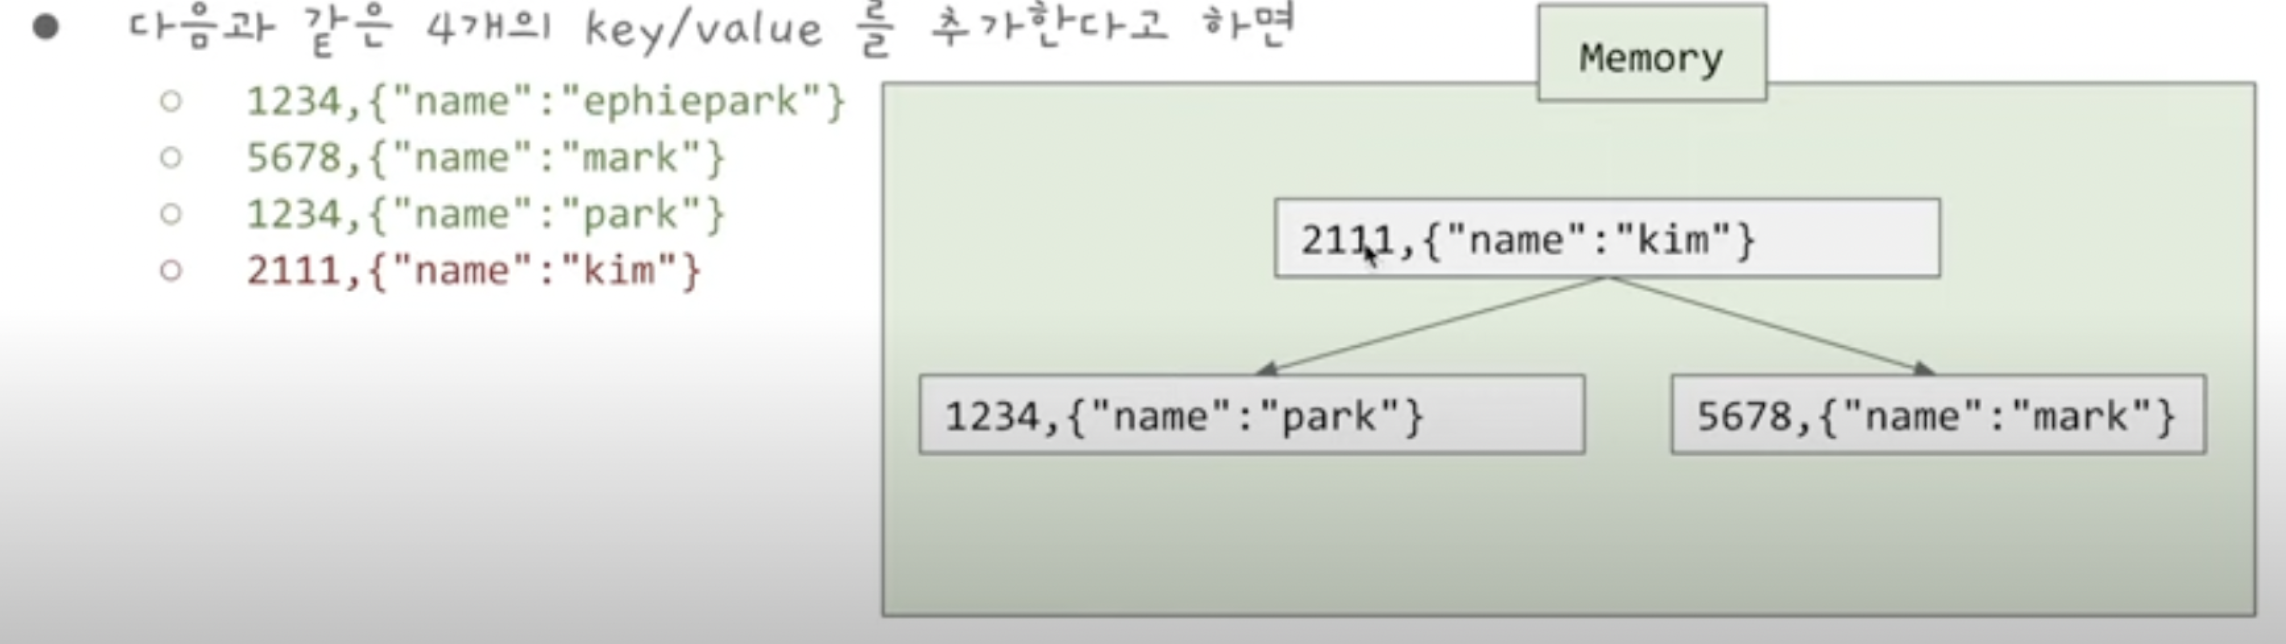 다음과 같은 4개의 key/value 를 추가한다고 하면
1234,{"name":"ephiepark"}
5678,{"name":"mark"}
1234,{"name":"park"}
2111,{"name":"kim"}
Memory
2111,{"name":"kim"}
1234,{"name":"park"}
5678,{"name":"mark"}